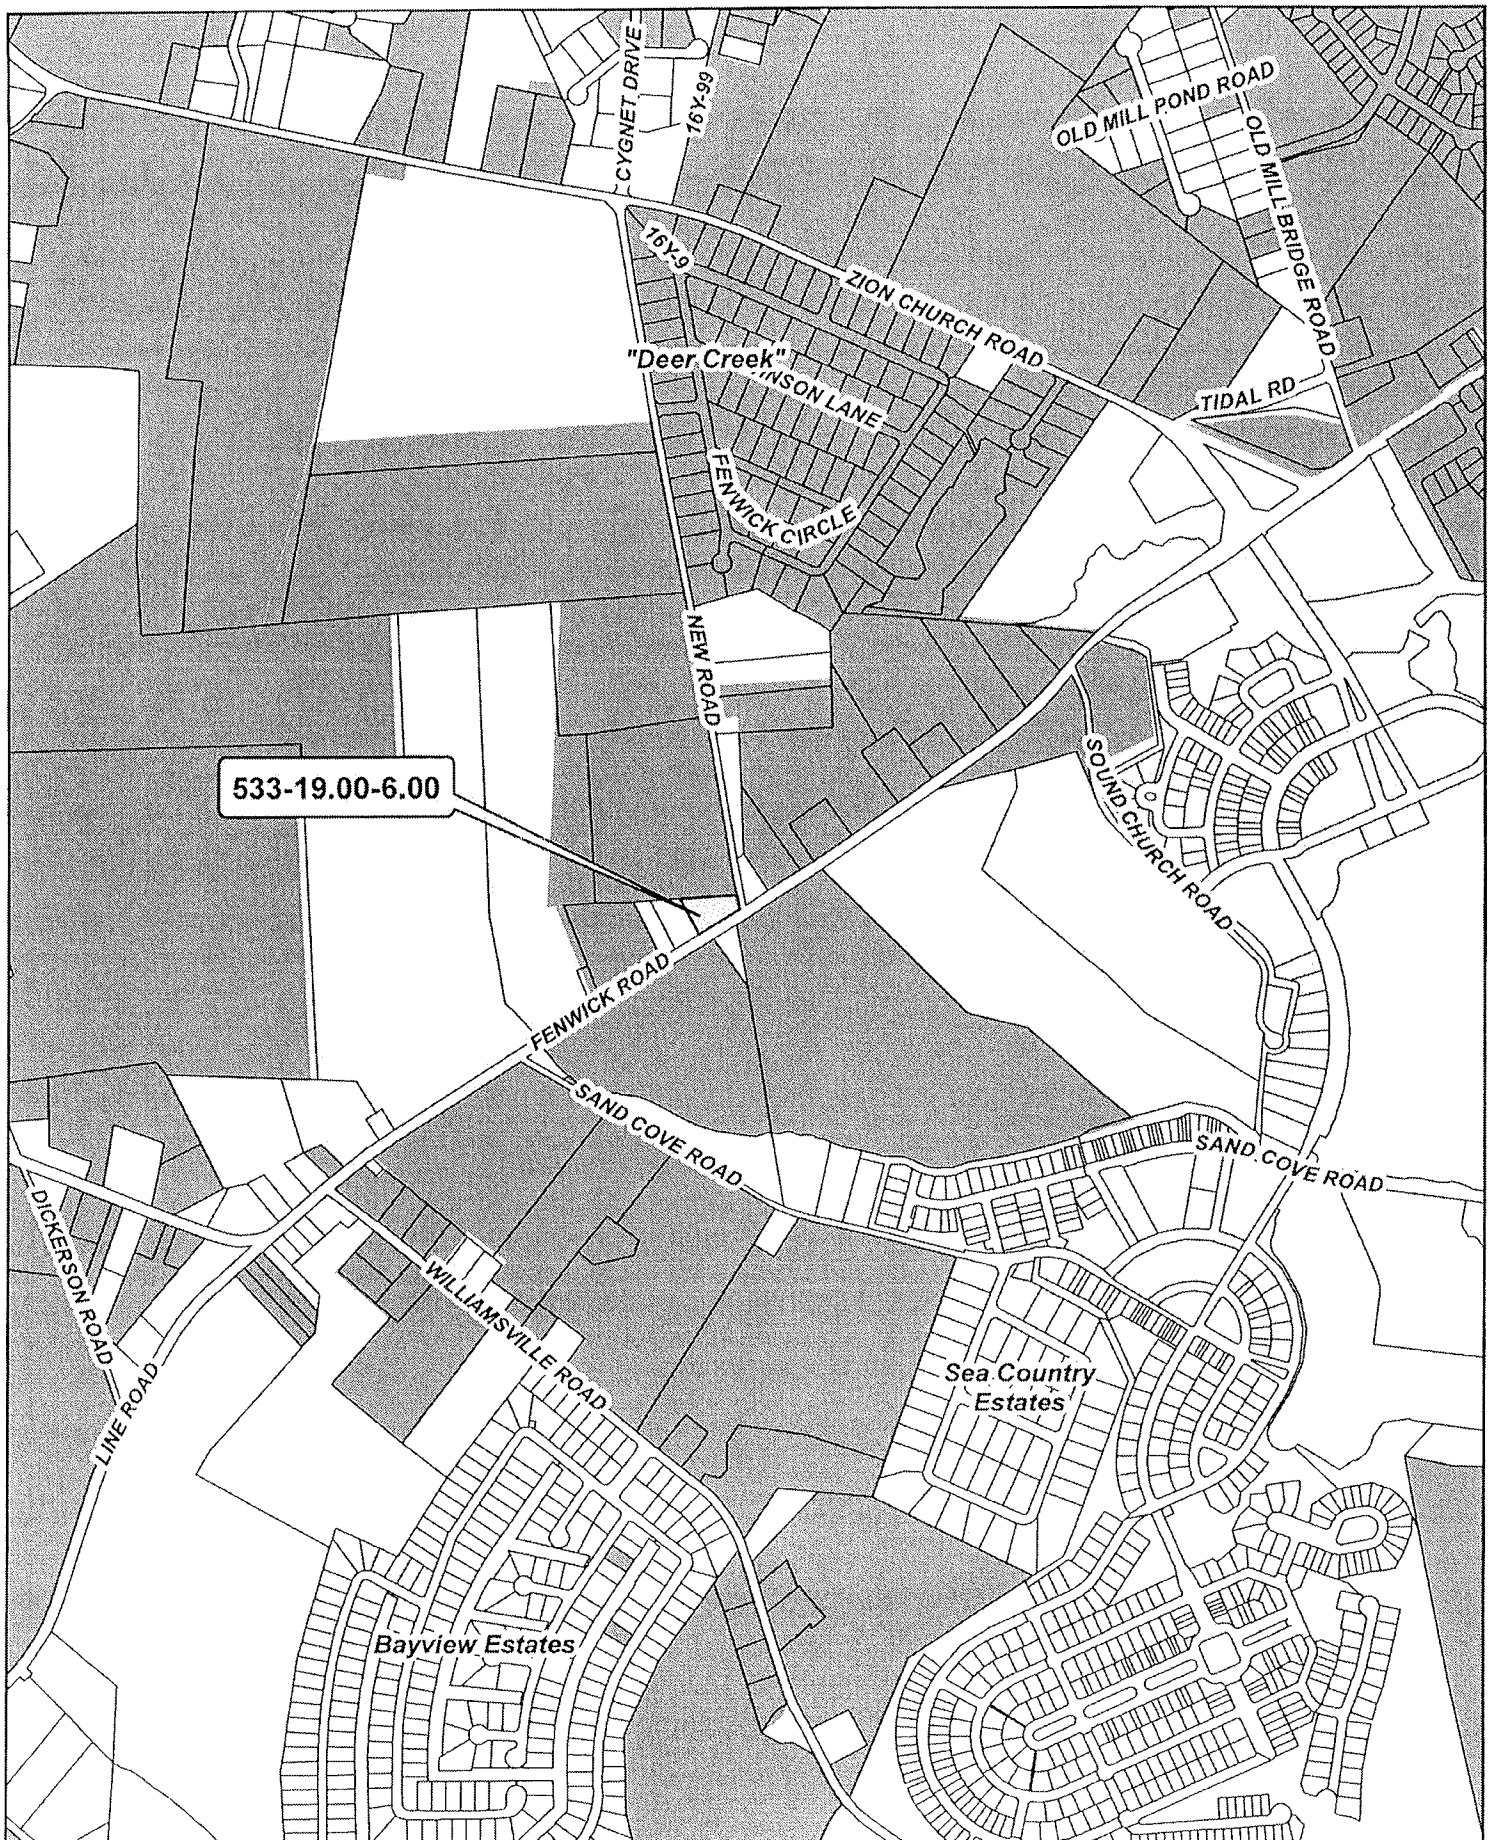 CYGNET DRIVE
16Y-99
OLD MILL POND ROAD
OLD MILL BRIDGE ROAD
16Y-9
ZION CHURCH ROAD
"Deer Creek"
LANE
TIDAL RD
FENWICK CIRCLE
NEW ROAD
533-19.00-6.00
SOUND CHURCH ROAD
FENWICK ROAD
SAND COVE ROAD
SAND COVE ROAD
DICKERSON ROAD
WILLIAMSVILLE ROAD
LINE ROAD
Sea Country
Estates
Bayview Estates